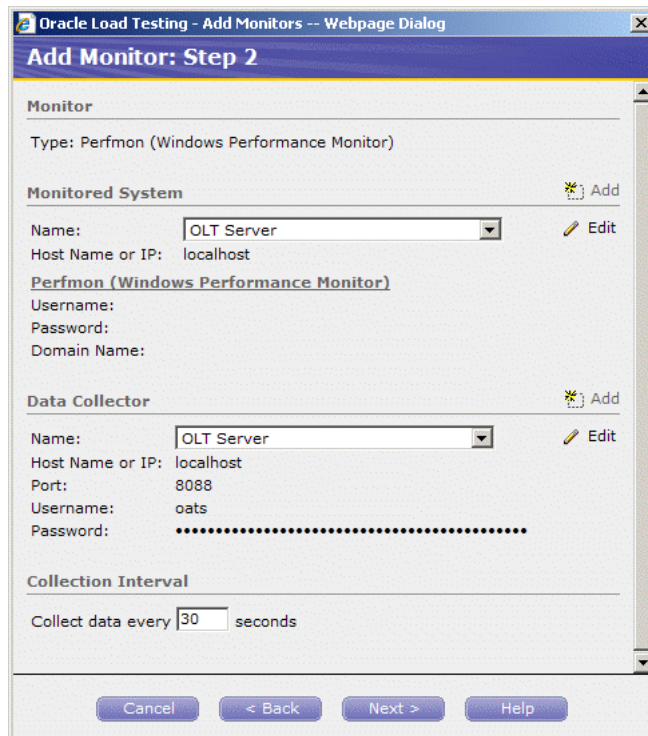 Oracle Load Testing - Add Monitors -- Webpage Dialog
Add Monitor: Step 2
Monitor
Type: Perfmon (Windows Performance Monitor)
Monitored System
Add
Name: OLT Server
Edit
Host Name or IP: localhost
Perfmon (Windows Performance Monitor)
Username:
Password:
Domain Name:
Data Collector
Add
Name: OLT Server
Edit
Host Name or IP: localhost
Port: 8088
Username: oats
Password: ••••••••••••••••••••••••••••••••••••••••••••
Collection Interval
Collect data every 30 seconds
Cancel
< Back
Next >
Help